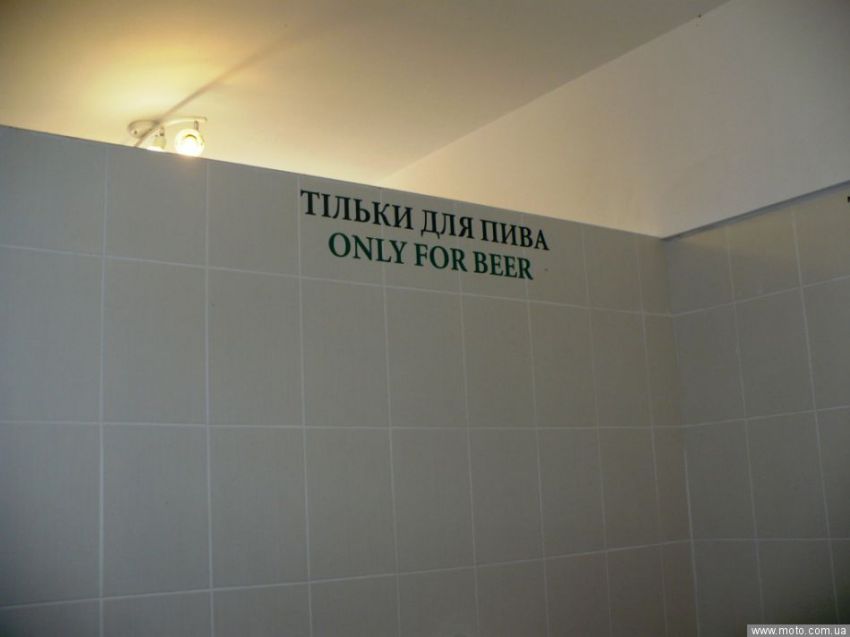 ТІЛЬКИ ДЛЯ ПИВА
ONLY FOR BEER
www.moto.com.ua